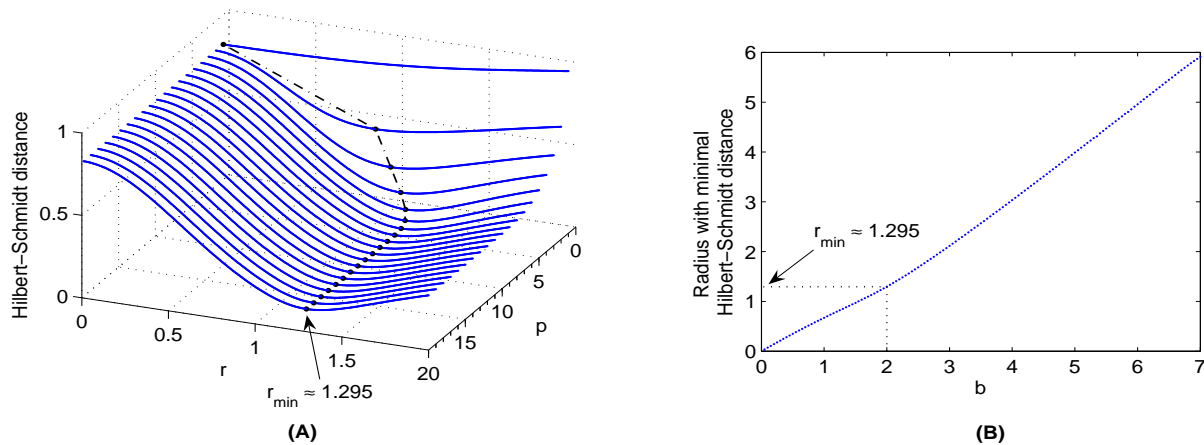 Hilbert−Schmidt distance
1
0.5
0
0
0.5
1
1.5
20
r
0
5
10
15
p
r_min ≈ 1.295
(A)
Radius with minimal
Hilbert−Schmidt distance
6
5
4
3
2
1
0
r_min ≈ 1.295
0 1 2 3 4 5 6 7
b
(B)